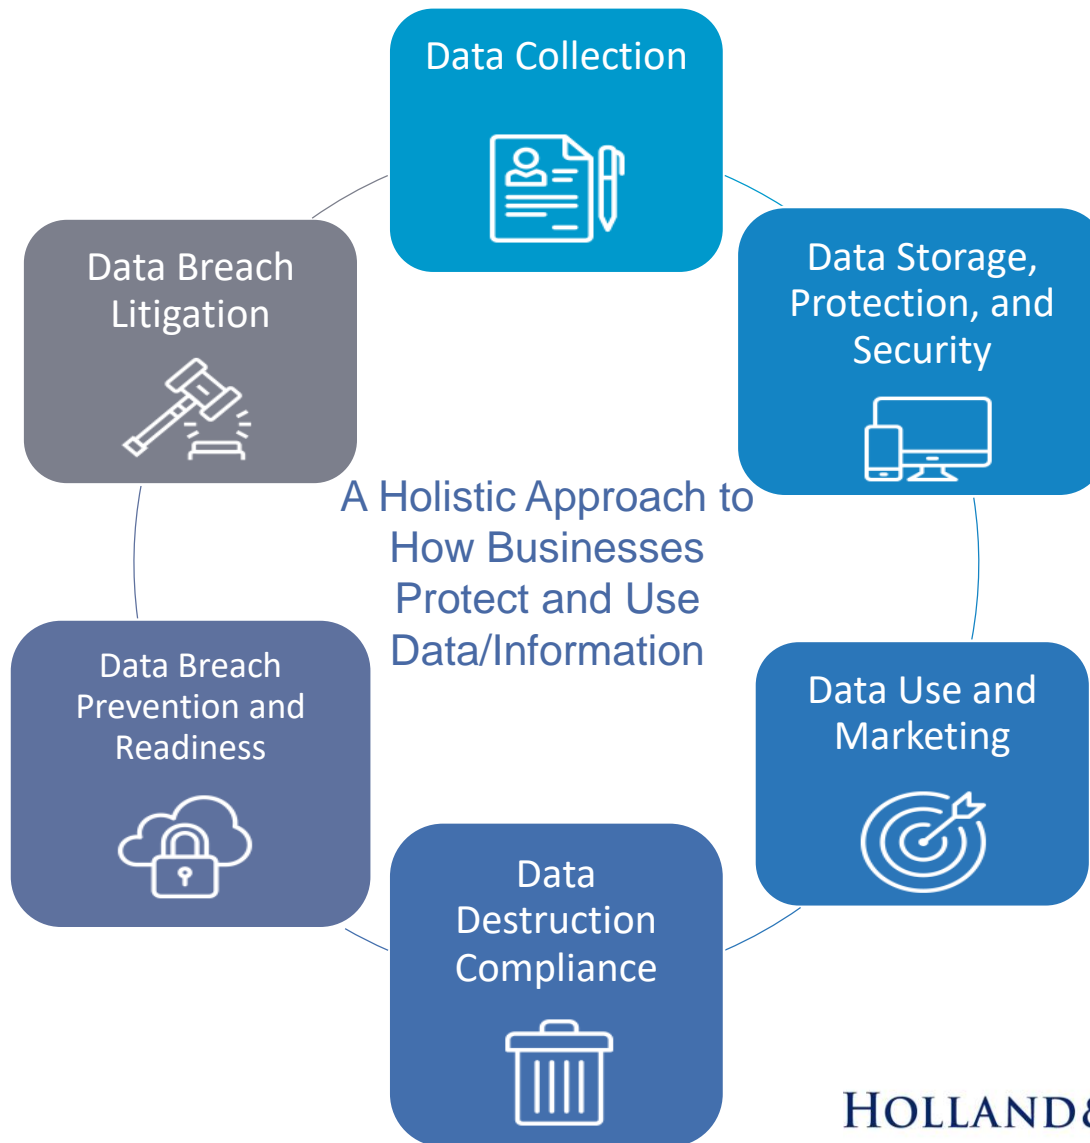 Data Collection
Data Storage,
Protection, and
Security
Data Use and
Marketing
Data
Destruction
Compliance
Data Breach
Prevention and
Readiness
Data Breach
Litigation
A Holistic Approach to
How Businesses
Protect and Use
Data/Information
HOLLAND&